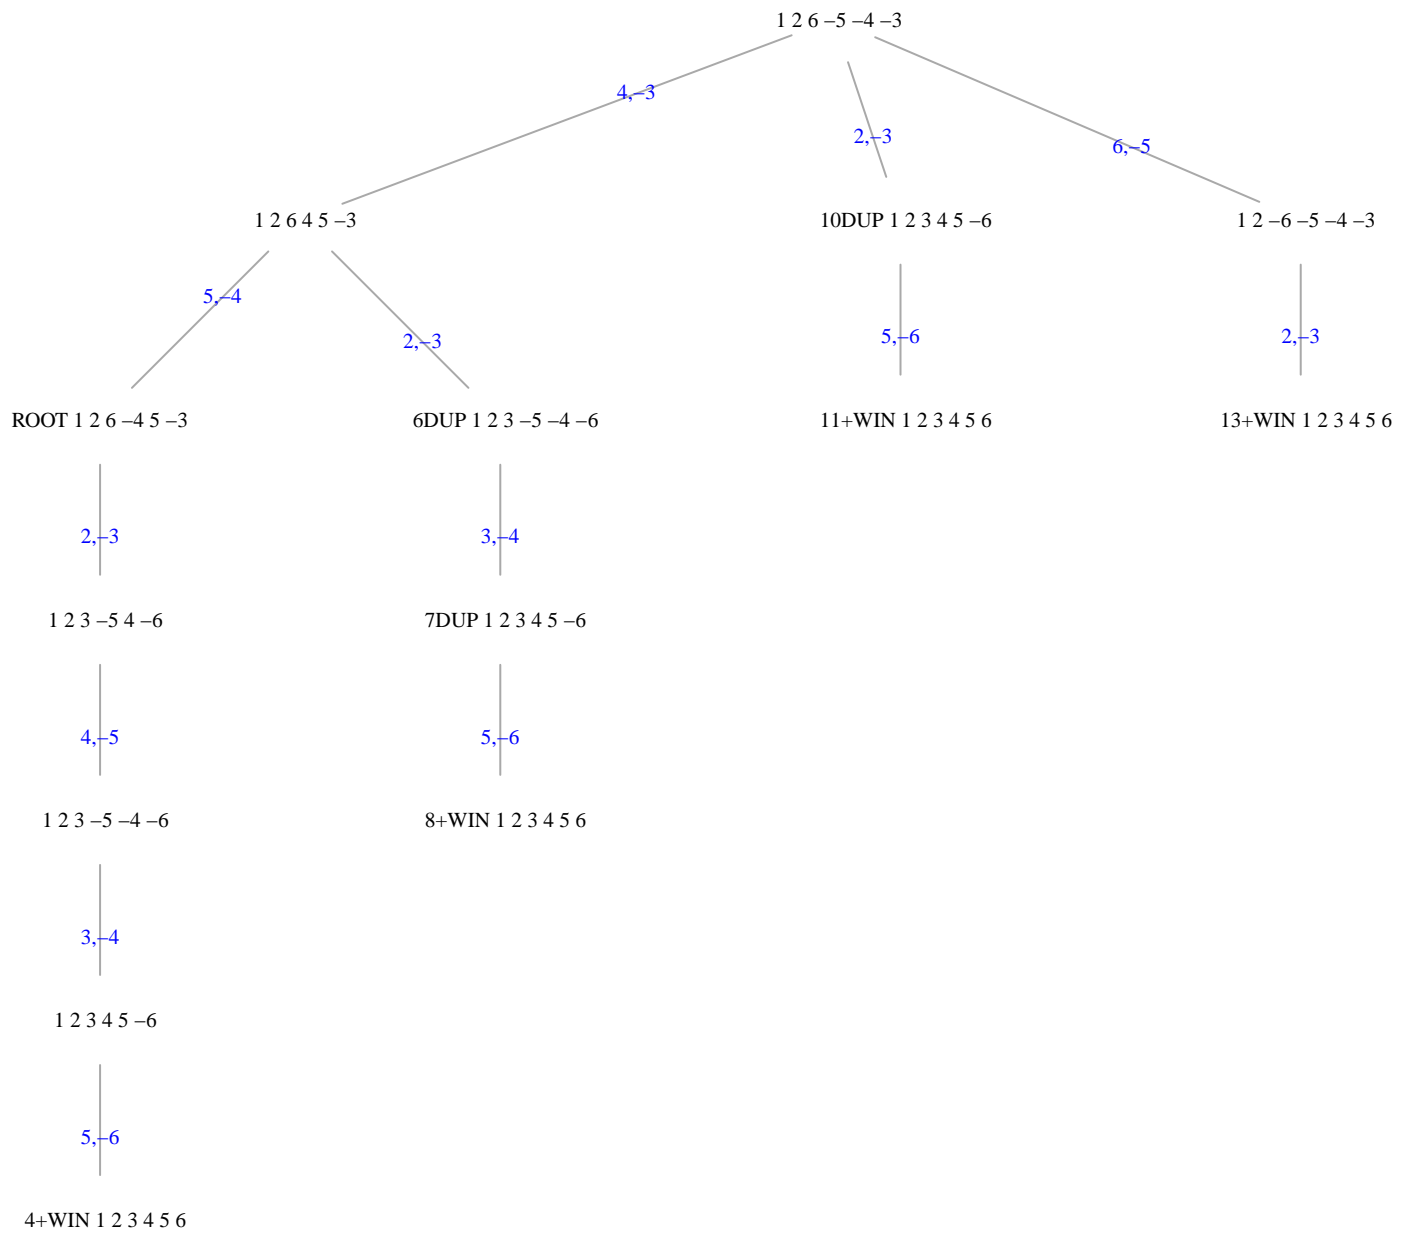 1 2 6 –5 –4 –3
4,–3
2,–3
6,–5
1 2 6 4 5 –3
10DUP 1 2 3 4 5 –6
1 2 –6 –5 –4 –3
5,–4
2,–3
5,–6
2,–3
ROOT 1 2 6 –4 5 –3
6DUP 1 2 3 –5 –4 –6
11+WIN 1 2 3 4 5 6
13+WIN 1 2 3 4 5 6
2,–3
3,–4
1 2 3 –5 4 –6
7DUP 1 2 3 4 5 –6
4,–5
5,–6
1 2 3 –5 –4 –6
8+WIN 1 2 3 4 5 6
3,–4
1 2 3 4 5 –6
5,–6
4+WIN 1 2 3 4 5 6